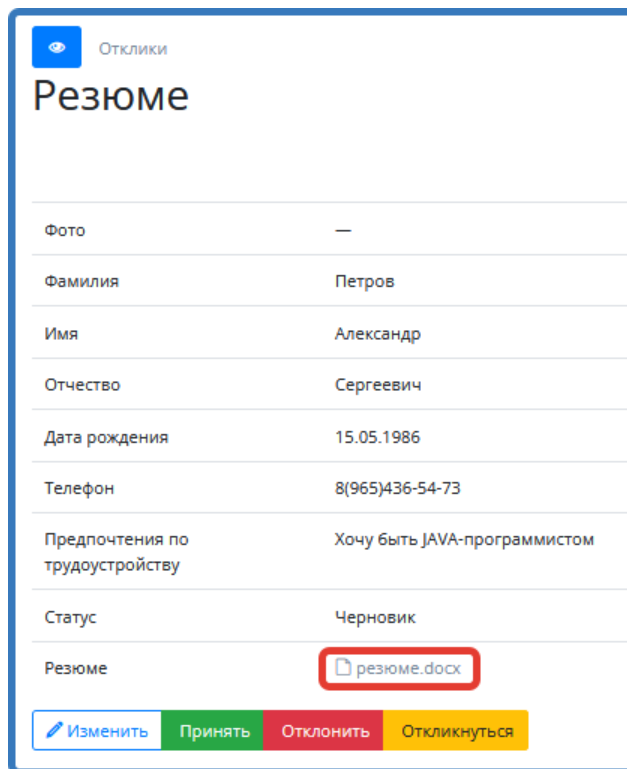 Отклики
Резюме
Фото —
Фамилия Петров
Имя Александр
Отчество Сергеевич
Дата рождения 15.05.1986
Телефон 8(965)436-54-73
Предпочтения по Хочу быть JAVA-программистом
трудоустройству
Статус Черновик
Резюме резюме.docx
Изменить Принять Отклонить Откликнуться